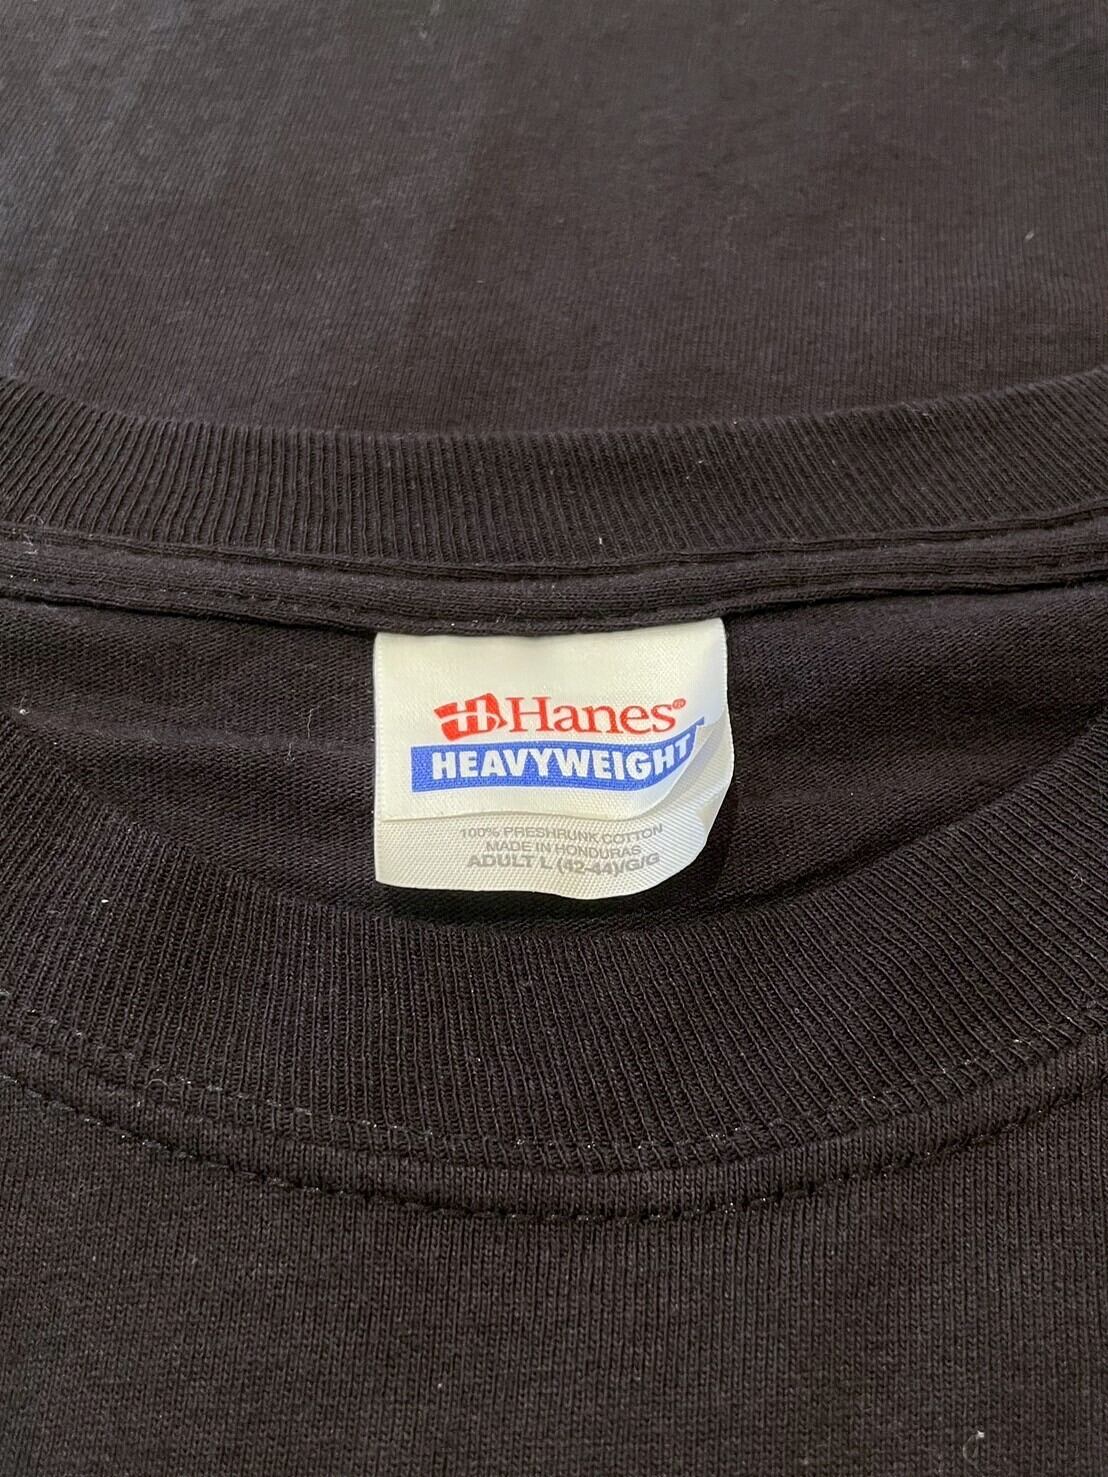 Hanes®
HEAVYWEIGHT
100% PRESHRUNK COTTON
MADE IN HONDURAS
ADULT L (42-44)/G/G